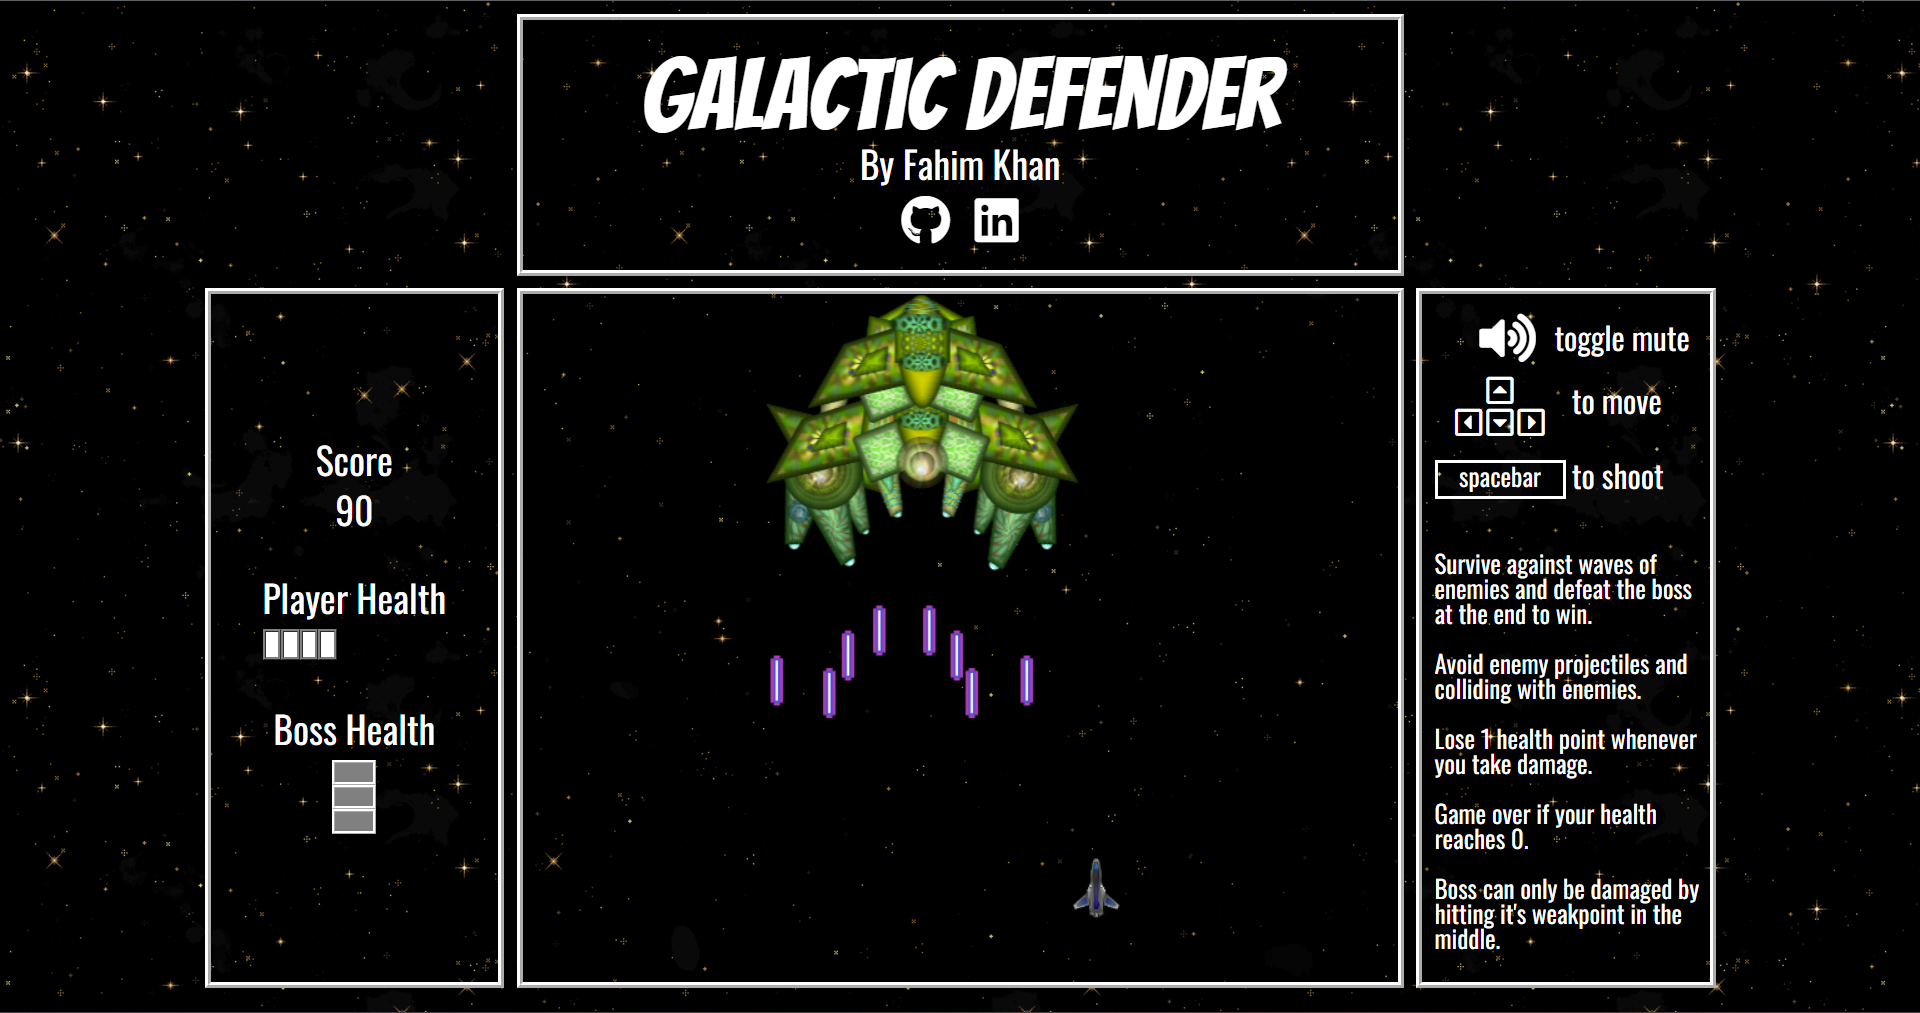 GALACTIC DEFENDER
By Fahim Khan
in
Score
90
Player Health
Boss Health
toggle mute
to move
spacebar
to shoot
Survive against waves of
enemies and defeat the boss
at the end to win.
Avoid enemy projectiles and
colliding with enemies.
Lose 1 health point whenever
you take damage.
Game over if your health
reaches 0.
Boss can only be damaged by
hitting it's weakpoint in the
middle.